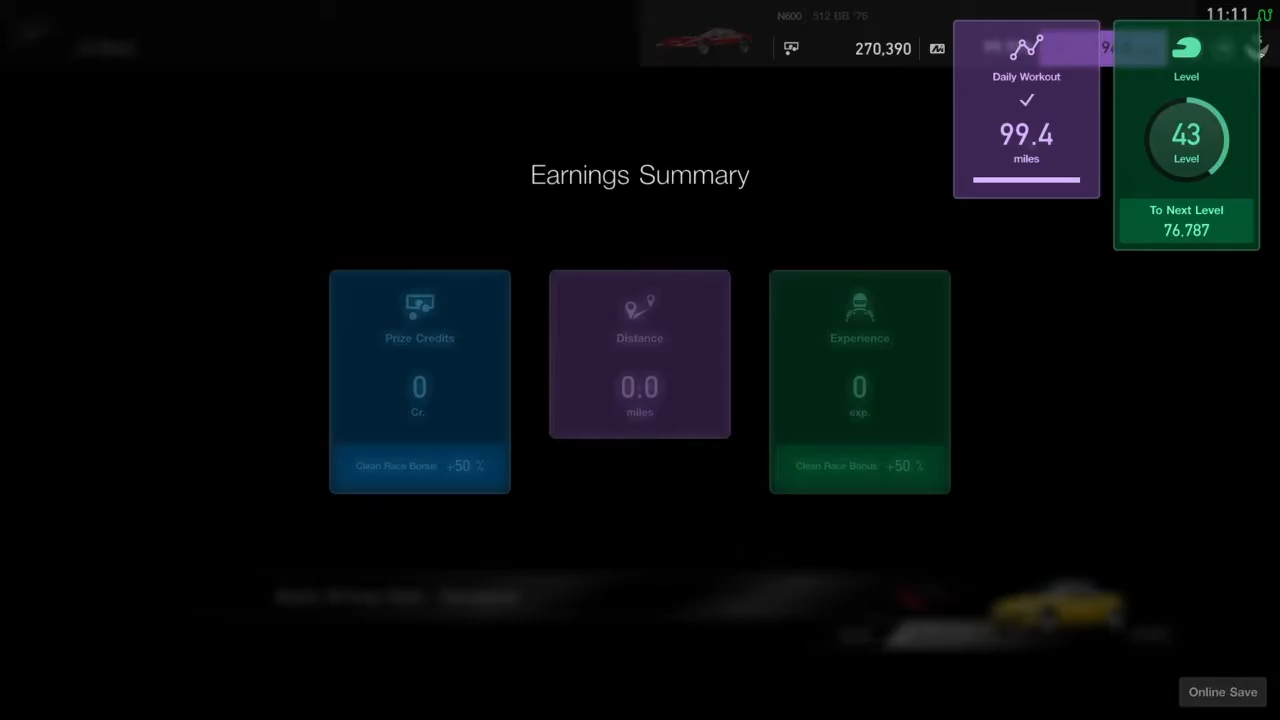 N600 512 BB '76
11:11
270,390
Daily Workout
99.4
miles
Level
43
Level
To Next Level
76,787
Earnings Summary
Prize Credits
0
Cr.
Clean Race Bonus +50 %
Distance
0.0
miles
Experience
0
exp.
Clean Race Bonus +50 %
Online Save